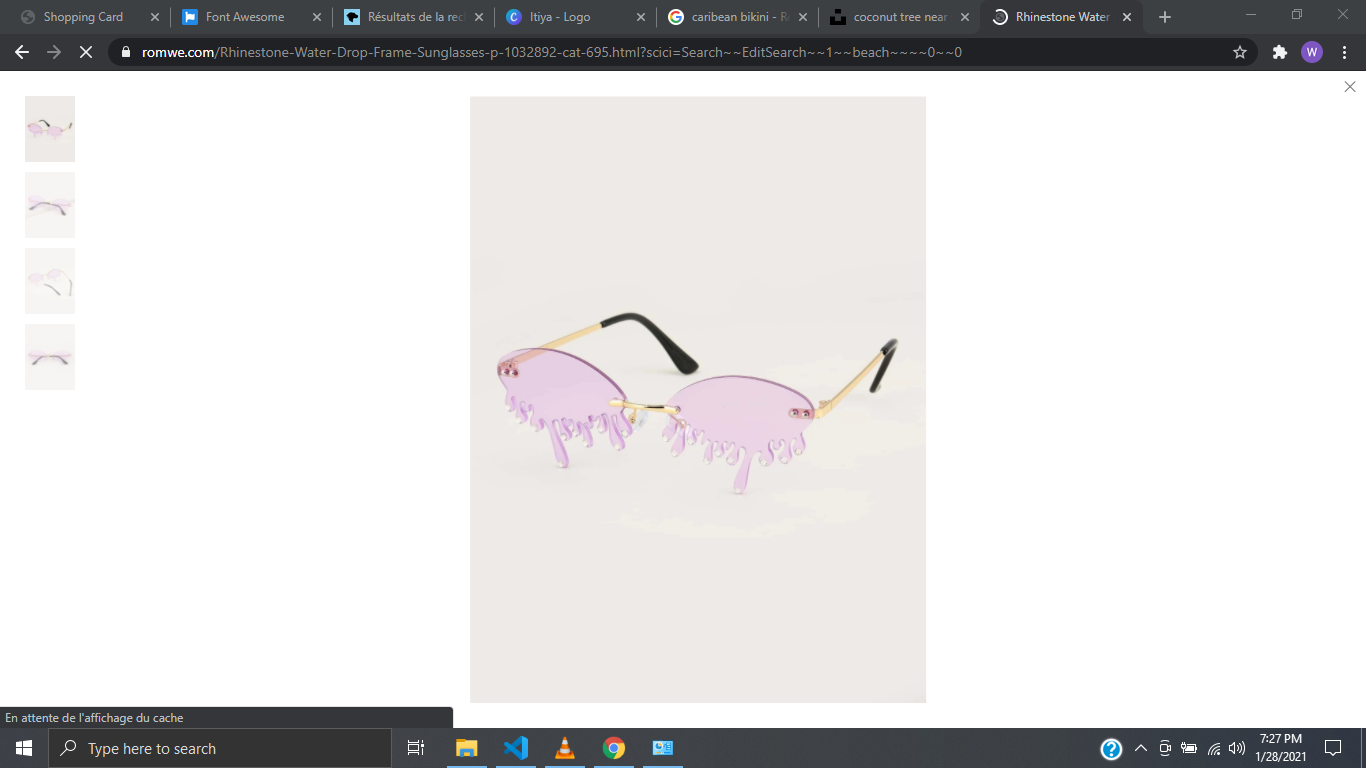 Shopping Card
Font Awesome
Résultats de la rec
Itiya - Logo
caribean bikini - R
coconut tree near
Rhinestone Water
romwe.com/Rhinestone-Water-Drop-Frame-Sunglasses-p-1032892-cat-695.html?scici=Search~~EditSearch~~1~~beach~~~~0~~0
W
En attente de l'affichage du cache
Type here to search
7:27 PM
1/28/2021